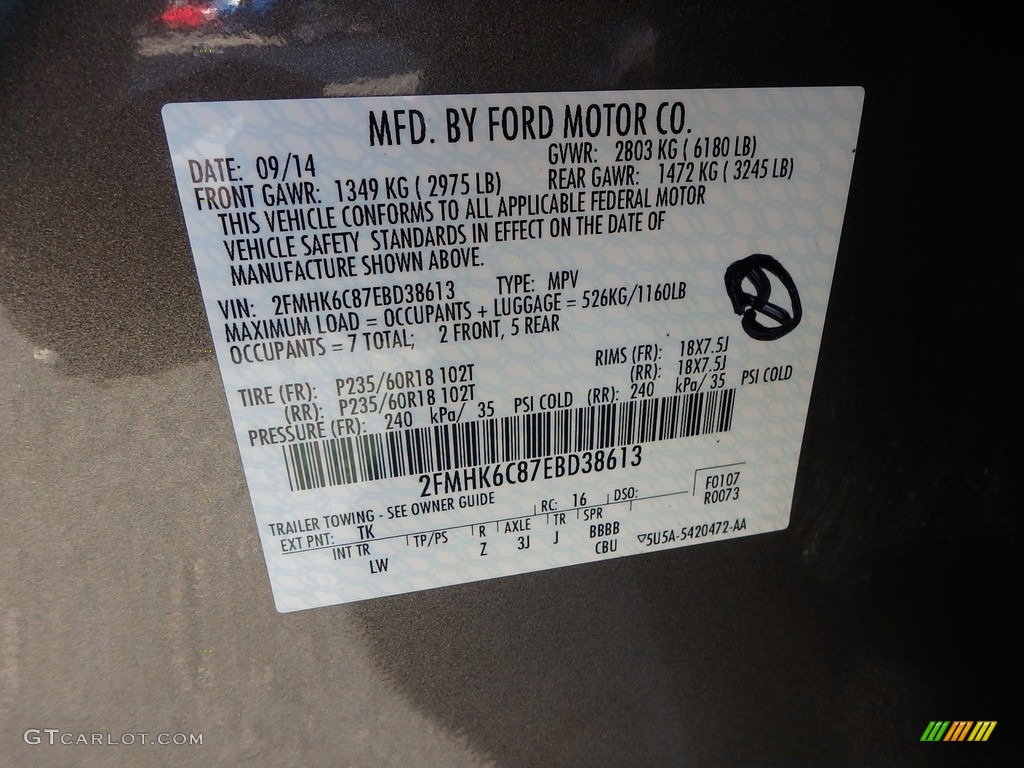 MFD. BY FORD MOTOR CO.
DATE: 09/14 GVWR: 2803 KG ( 6180 LB)
FRONT GAWR: 1349 KG ( 2975 LB) REAR GAWR: 1472 KG ( 3245 LB)
THIS VEHICLE CONFORMS TO ALL APPLICABLE FEDERAL MOTOR
VEHICLE SAFETY STANDARDS IN EFFECT ON THE DATE OF
MANUFACTURE SHOWN ABOVE.
VIN: 2FMHK6C87EBD38613 TYPE: MPV
MAXIMUM LOAD = OCCUPANTS + LUGGAGE = 526KG/1160LB
OCCUPANTS = 7 TOTAL; 2 FRONT, 5 REAR
TIRE (FR): P235/60R18 102T RIMS (FR): 18X7.5J
(RR): P235/60R18 102T (RR): 18X7.5J
PRESSURE (FR): 240 kPa/ 35 PSI COLD (RR): 240 kPa/ 35 PSI COLD
2FMHK6C87EBD38613
TRAILER TOWING - SEE OWNER GUIDE
F0107
R0073
EXT PNT: TK RC: 16 DSO:
INT TR TP/PS R AXLE TR SPR
LW Z 3J J BBBB
CBU
▽5U5A-5420472-AA
GTCARLOT.COM